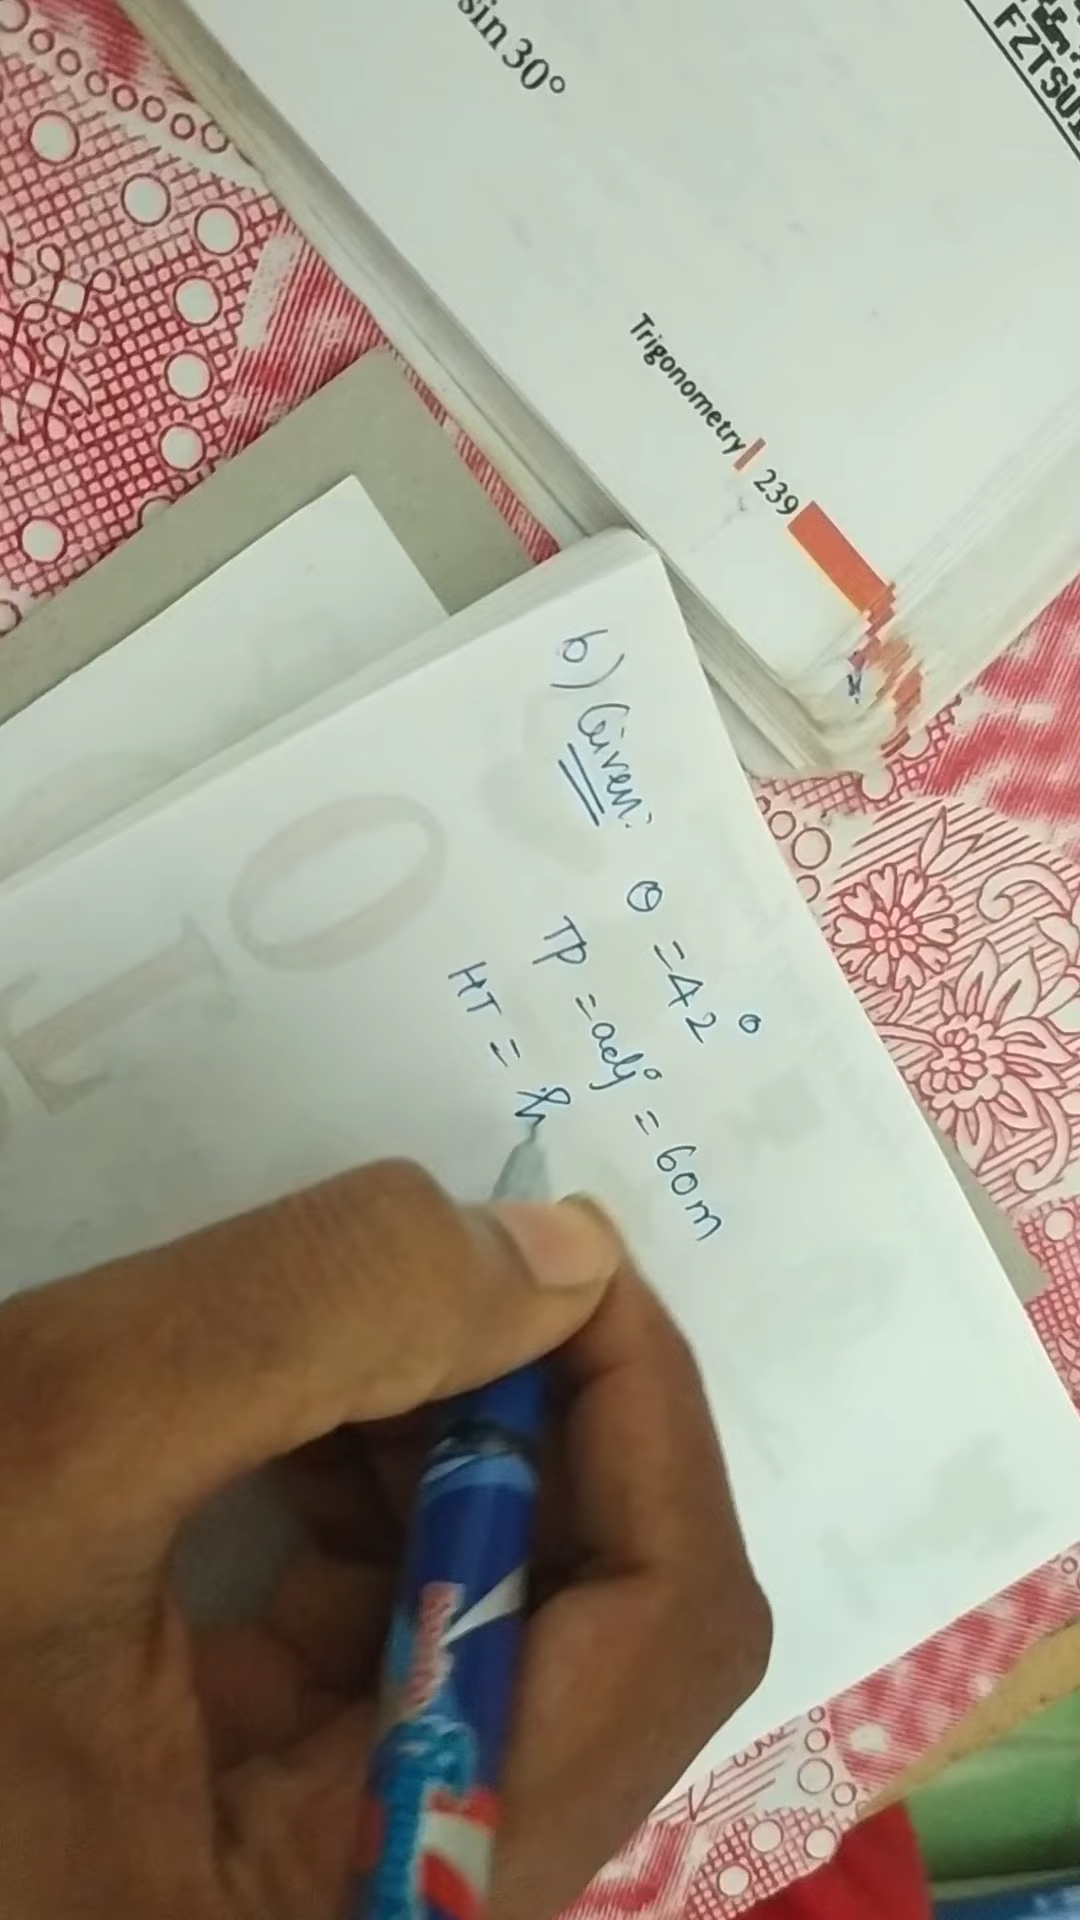 sin 30°
FZTSU
Trigonometry | 239
b) Given:
θ = 42°
TP = adj = 60m
HT =